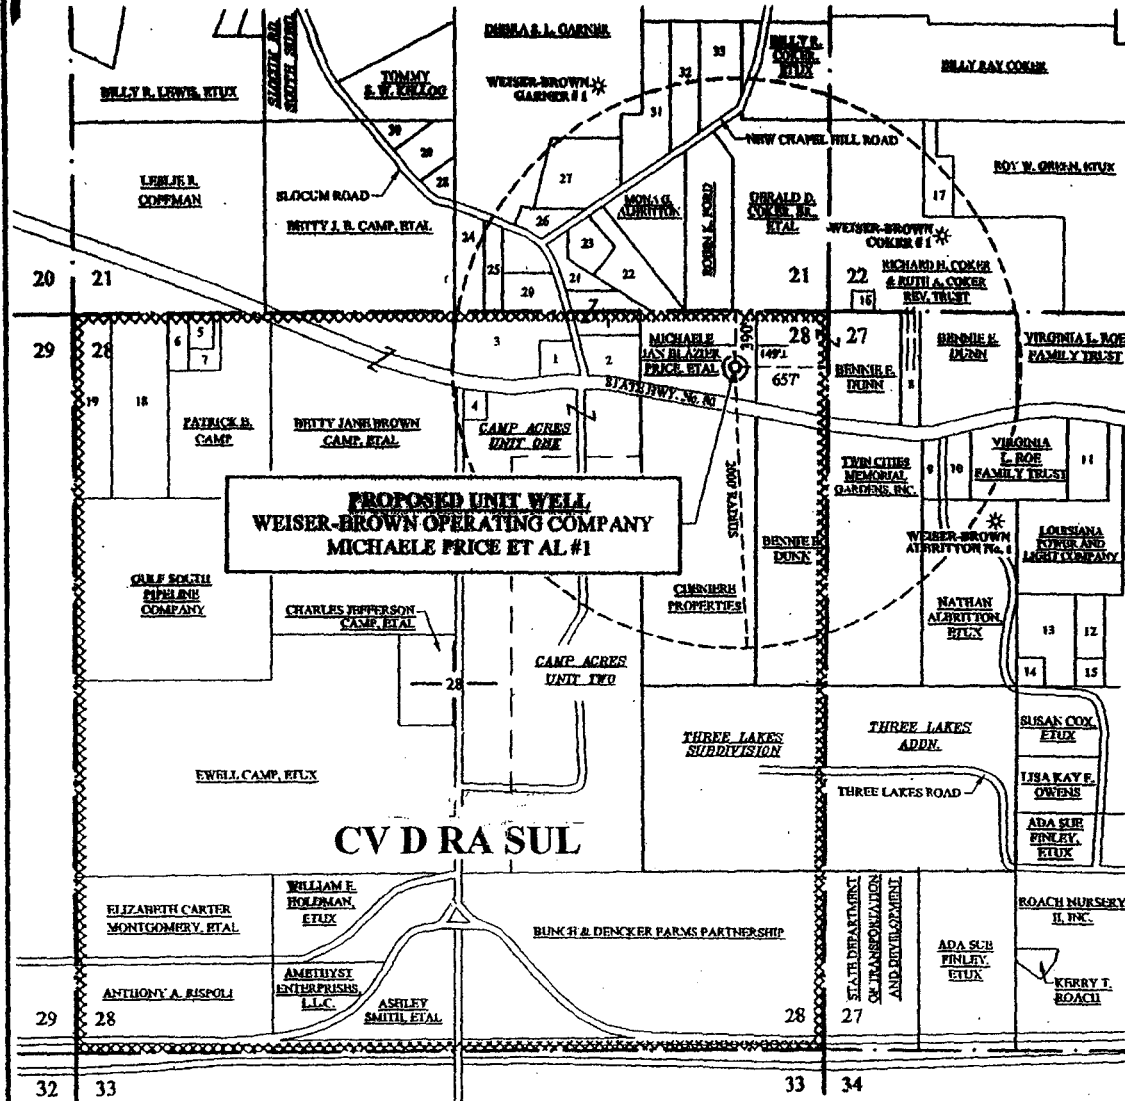 DEBRA S. L. GARNER
BILLY R.
COKER,
ETUX
BILLY RAY COKER
SLOCUM RD.
TOMMY
& W. KELLOG
WEISER-BROWN
GARNER # 1
BILLY R. LEWIS, ETUX
33
32
31
30
29
28
NEW CHAPEL HILL ROAD
ROY W. GREEN, ETUX
LESLIE R.
COFFMAN
SLOCUM ROAD
27
MONA G.
ALBRITTON
ROBIN K. FORD
GERALD D.
COKER, SR.,
ETAL
17
BETTY J. B. CAMP, ETAL
26
24
23
WEISER-BROWN
COKER # 1
25
22
21
20
20 21
21 22
RICHARD H. COKER
& RUTH A. COKER
REV. TRUST
16
29 28
28 27
5
6
7
3
1
2
MICHAELE
JAN BLAZIER
PRICE, ETAL
390'
1491'
657'
BENNIE E.
DUNN
BENNIE E.
DUNN
8
VIRGINIA L. ROE
FAMILY TRUST
STATE HWY. No. 80
19
18
PATRICK B.
CAMP
BETTY JANE BROWN
CAMP, ETAL
4
CAMP ACRES
UNIT ONE
TWIN CITIES
MEMORIAL
GARDENS, INC.
9
10
VIRGINIA
L. ROE
FAMILY TRUST
11
PROPOSED UNIT WELL
WEISER-BROWN OPERATING COMPANY
MICHAELE PRICE ET AL #1
3000' RADIUS
BENNIE E.
DUNN
WEISER-BROWN
ALBRITTON No. 1
LOUISIANA
POWER AND
LIGHT COMPANY
GULF SOUTH
PIPELINE
COMPANY
CHENIERE
PROPERTIES
CHARLES JEFFERSON
CAMP, ETAL
NATHAN
ALBRITTON,
ETUX
13
12
14
15
CAMP ACRES
UNIT TWO
28
SUSAN COX,
ETUX
THREE LAKES
SUBDIVISION
THREE LAKES
ADDN.
EWELL CAMP, ETUX
THREE LAKES ROAD
LISA KAY F.
OWENS
CV D RA SUL
ADA SUE
FINLEY,
ETUX
ELIZABETH CARTER
MONTGOMERY, ETAL
WILLIAM F.
HOLDMAN,
ETUX
BUNCH & DENCKER FARMS PARTNERSHIP
STATE DEPARTMENT
OF TRANSPORTATION
AND DEVELOPMENT
ROACH NURSERY
II, INC.
ADA SUE
FINLEY,
ETUX
ANTHONY A. RISPOLI
AMETHYST
ENTERPRISES,
L.L.C.
ASHLEY
SMITH, ETAL
KERRY T.
ROACH
29 28
28 27
32 33
33 34